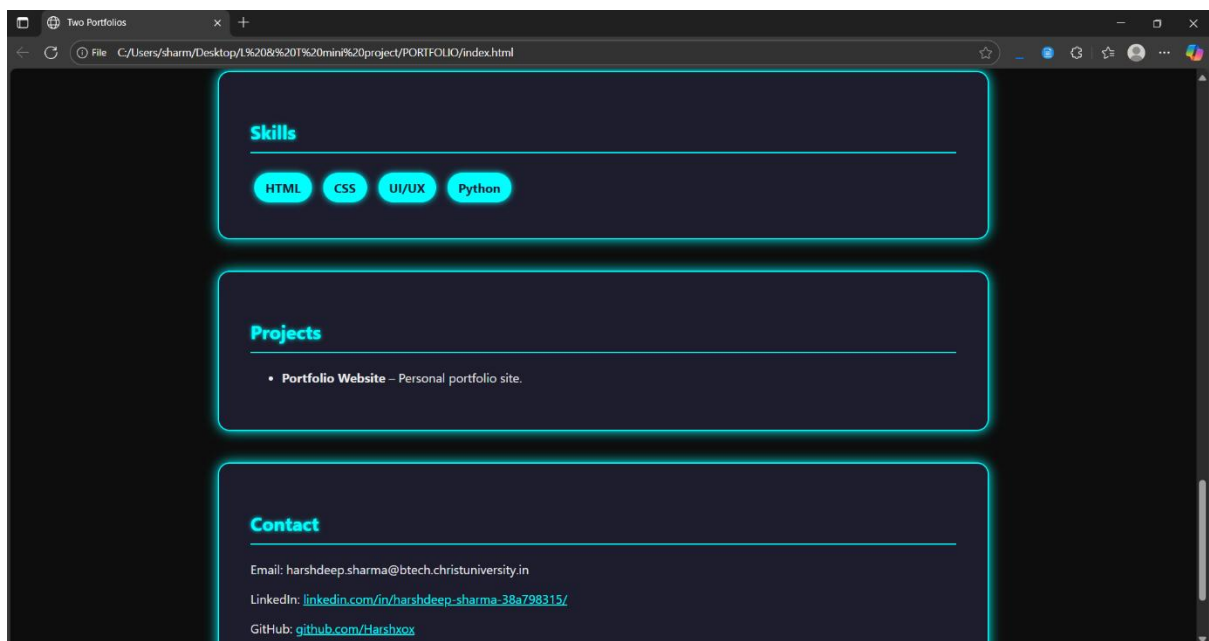 Two Portfolios
File C:/Users/sharm/Desktop/L%20&%20T%20mini%20project/PORTFOLIO/index.html
Skills
HTML CSS UI/UX Python
Projects
• Portfolio Website – Personal portfolio site.
Contact
Email: harshdeep.sharma@btech.christuniversity.in
LinkedIn: linkedin.com/in/harshdeep-sharma-38a798315/
GitHub: github.com/Harshxox